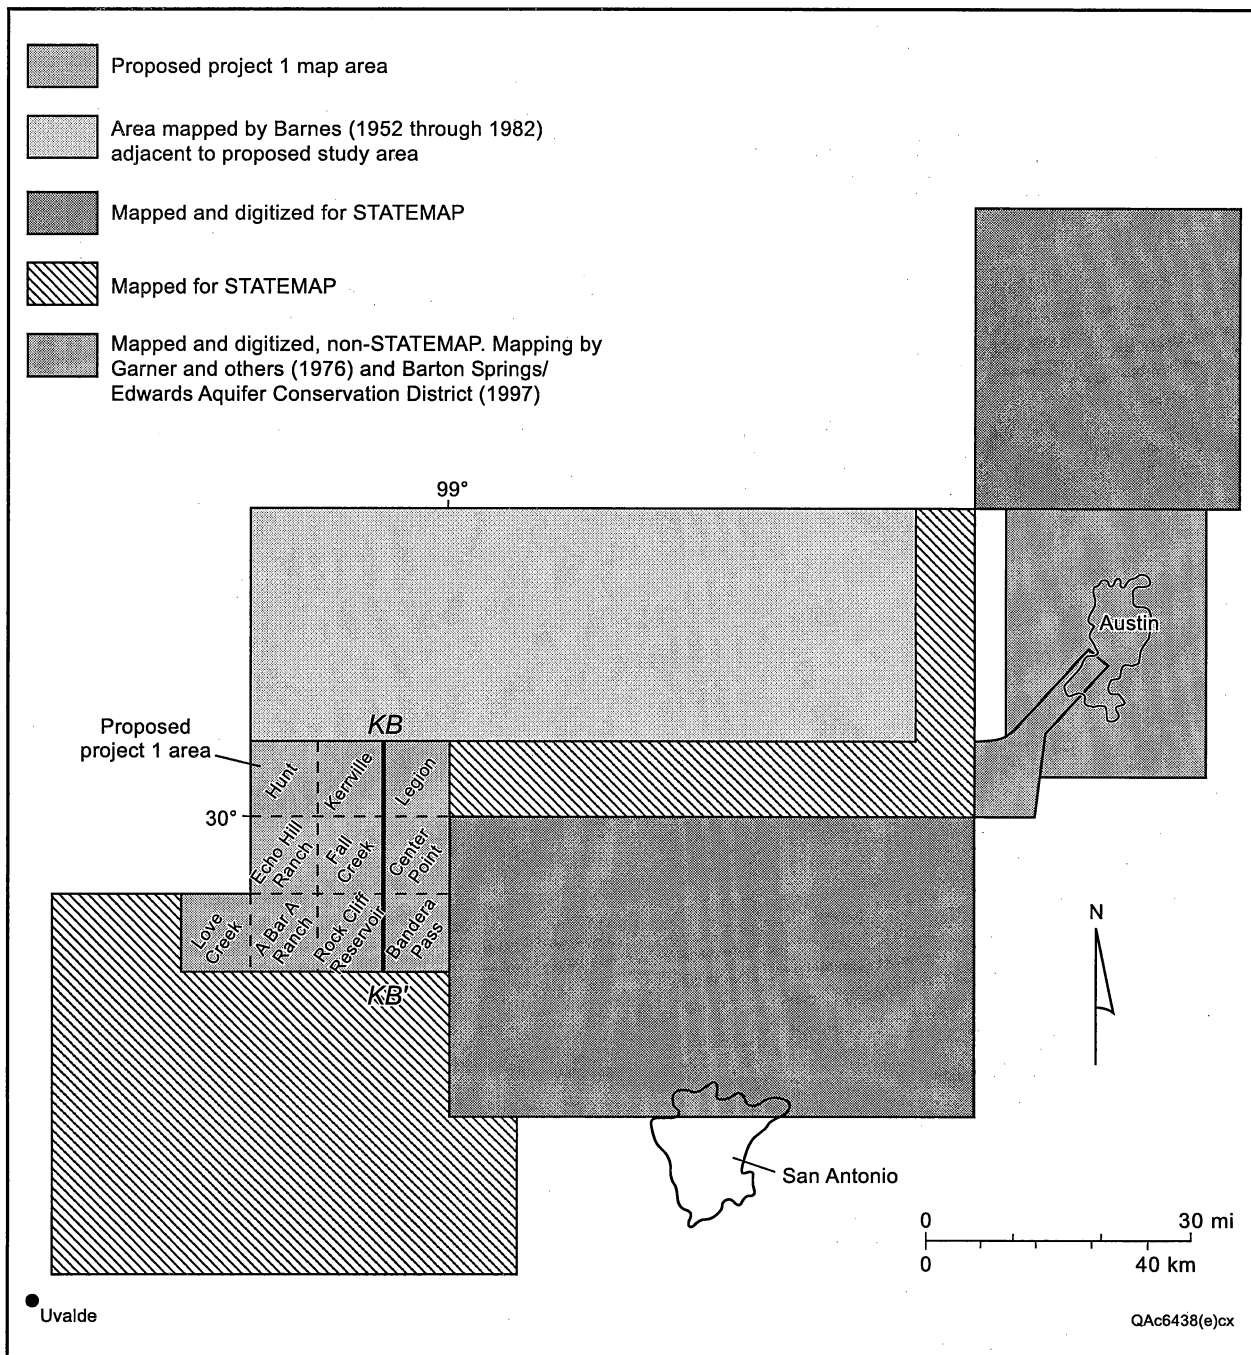 Proposed project 1 map area
Area mapped by Barnes (1952 through 1982)
adjacent to proposed study area
Mapped and digitized for STATEMAP
Mapped for STATEMAP
Mapped and digitized, non-STATEMAP. Mapping by
Garner and others (1976) and Barton Springs/
Edwards Aquifer Conservation District (1997)
99°
Austin
Proposed
project 1 area
KB
Hunt
Kerrville
Legion
30°
Echo Hill
Ranch
Fall
Creek
Center
Point
Love
Creek
A Bar A
Ranch
Rock Cliff
Reservoir
Bandera
Pass
KB'
N
San Antonio
0
30 mi
0
40 km
Uvalde
QAc6438(e)cx